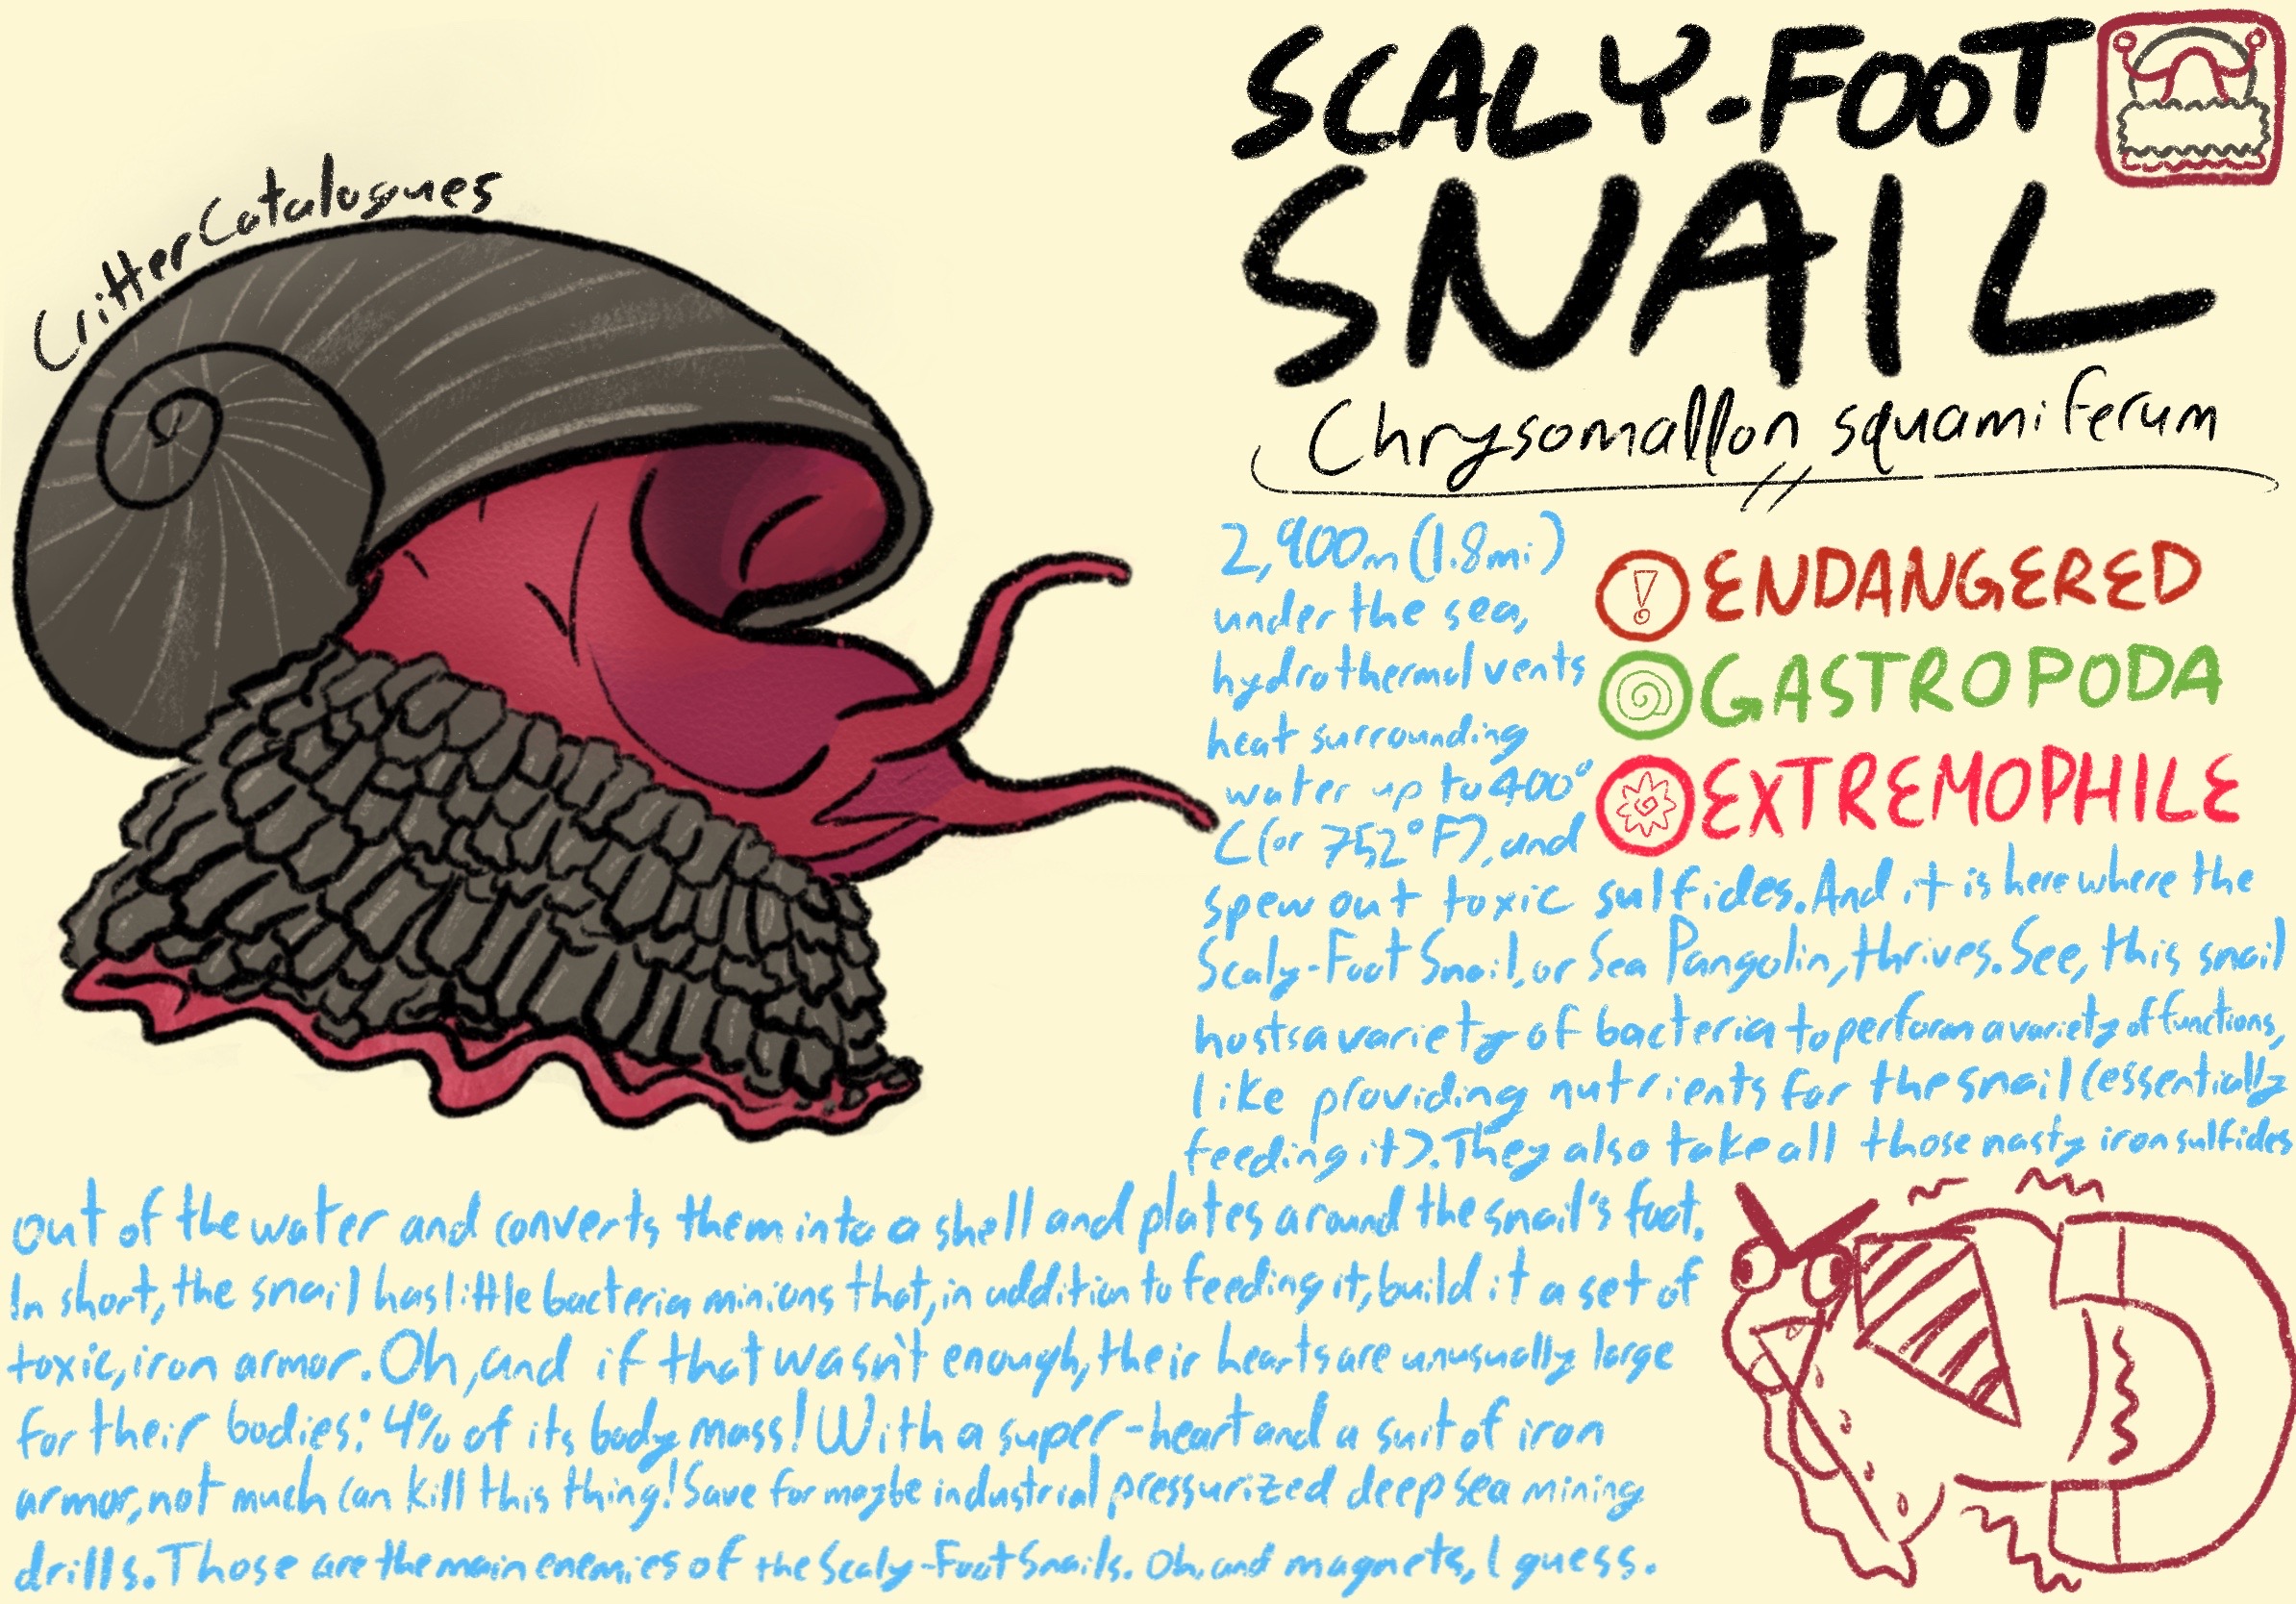 CritterCatalogues
SCALY-FOOT
SNAIL
Chrysomallon squamiferum
2,900m (1.8mi)
under the sea,
hydrothermal vents
heat surrounding
water up to 400°
C (or 752°F), and
ENDANGERED
GASTROPODA
EXTREMOPHILE
spew out toxic sulfides. And it is here where the
Scaly-Foot Snail, or Sea Pangolin, thrives. See, this snail
hosts a variety of bacteria to perform a variety of functions,
like providing nutrients for the snail (essentially
feeding it). They also take all those nasty iron sulfides
out of the water and converts them into a shell and plates around the snail's foot.
In short, the snail has little bacteria minions that, in addition to feeding it, build it a set of
toxic, iron armor. Oh, and if that wasn't enough, their hearts are unusually large
for their bodies: 4% of its body mass! With a super-heart and a suit of iron
armor, not much can kill this thing! Save for maybe industrial pressurized deep sea mining
drills. Those are the main enemies of the Scaly-Foot Snails. Oh, and magnets, I guess.